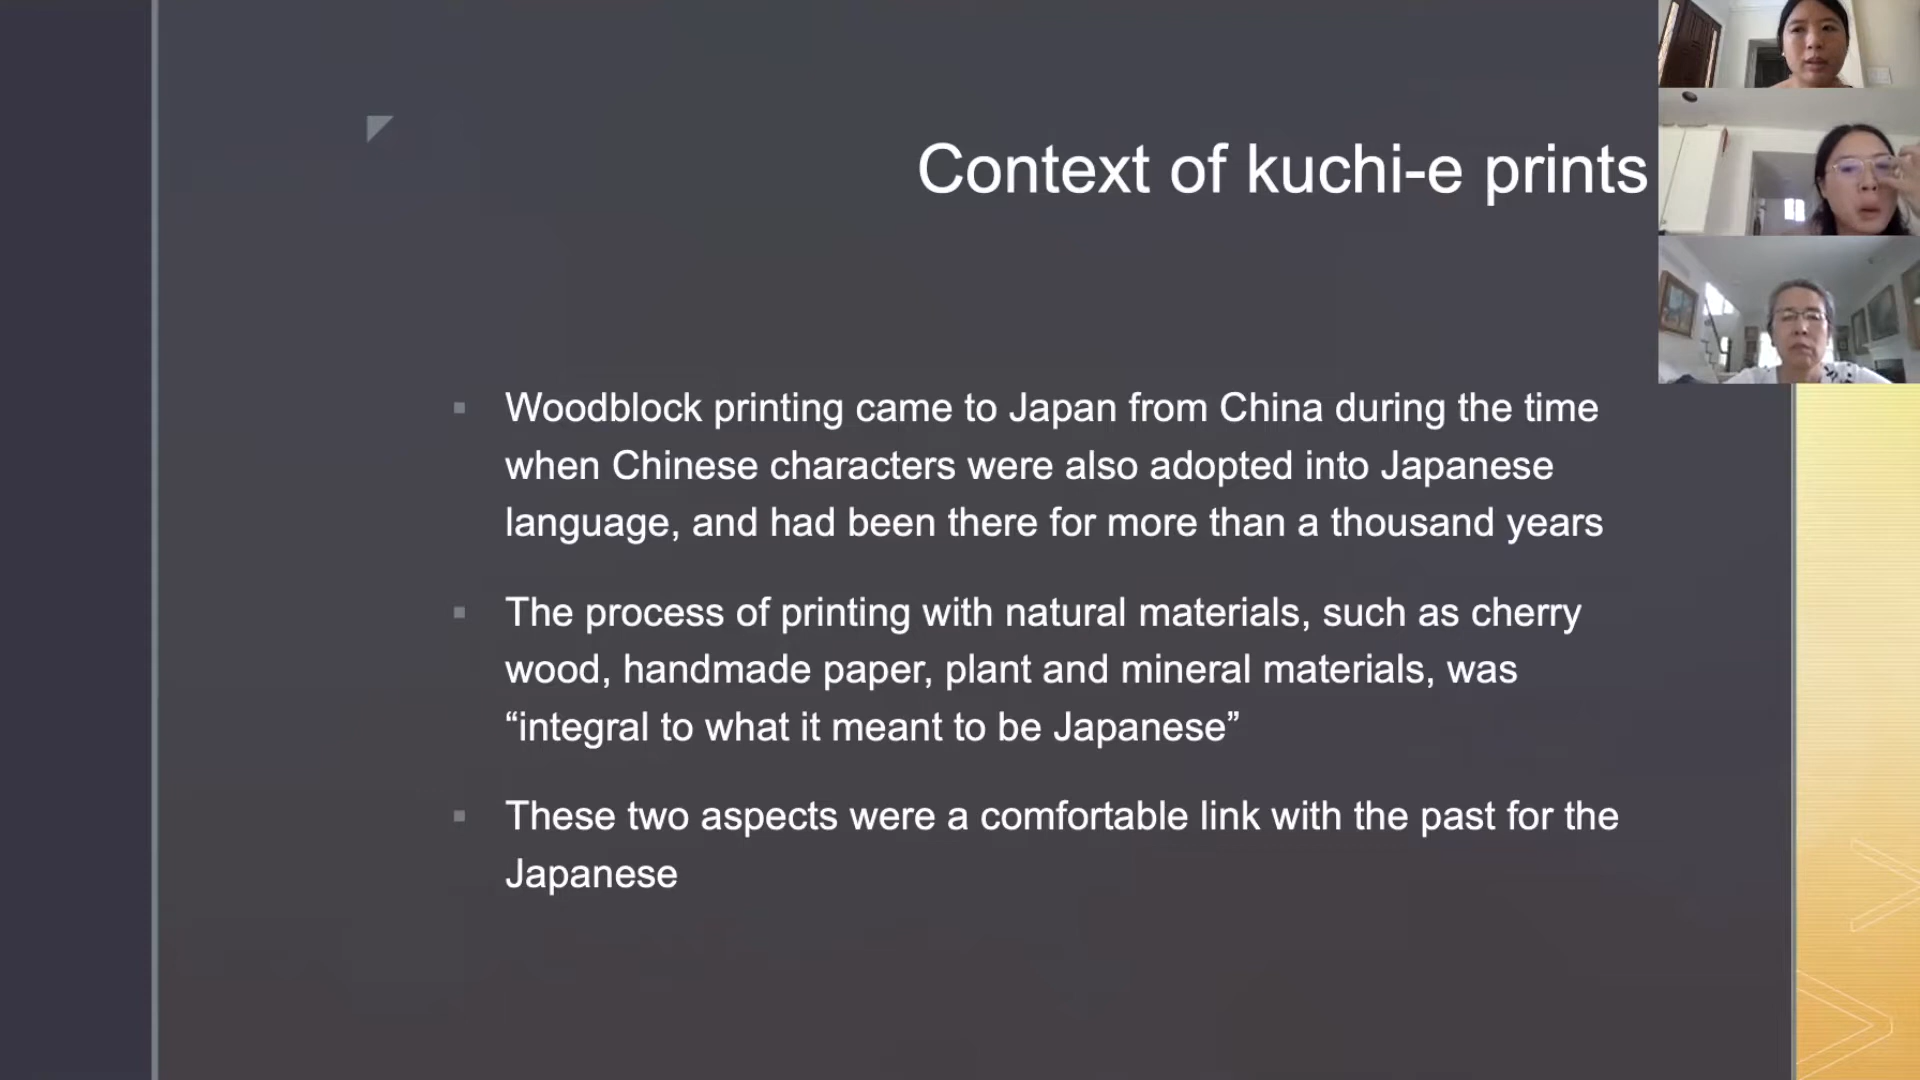 Context of kuchi-e prints
Woodblock printing came to Japan from China during the time
when Chinese characters were also adopted into Japanese
language, and had been there for more than a thousand years
The process of printing with natural materials, such as cherry
wood, handmade paper, plant and mineral materials, was
“integral to what it meant to be Japanese”
These two aspects were a comfortable link with the past for the
Japanese